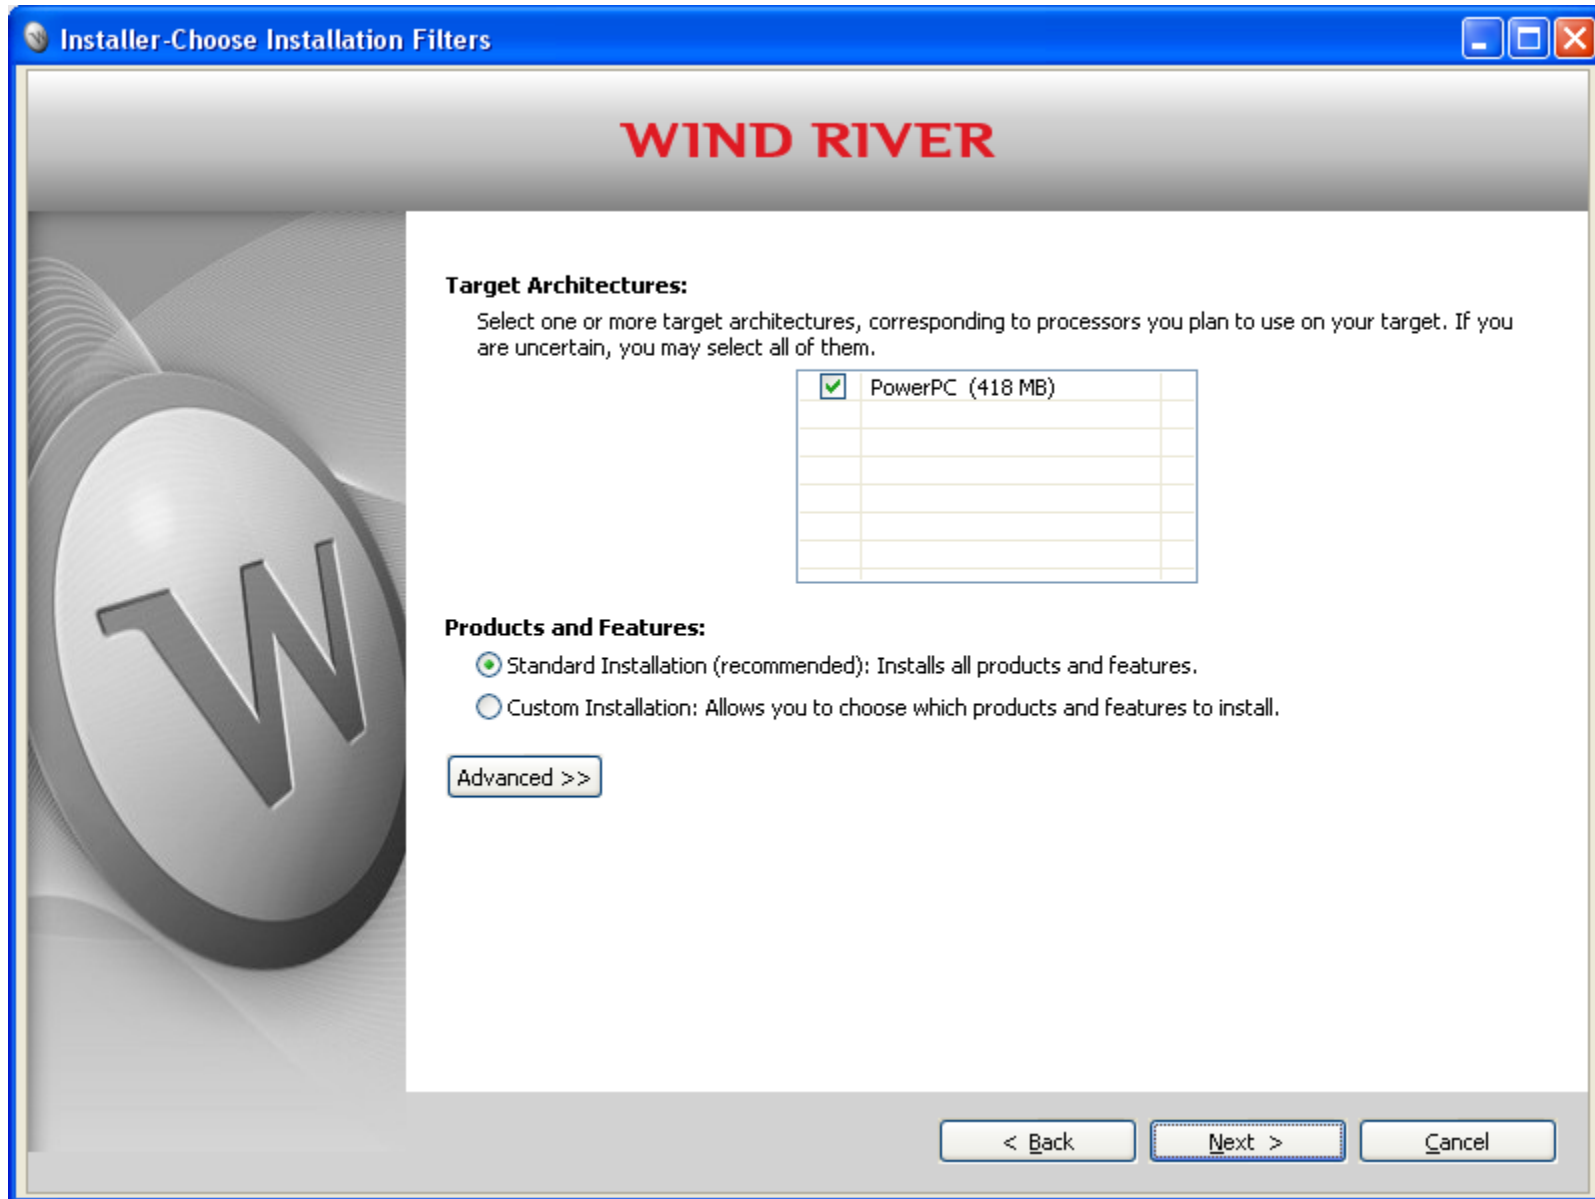 Installer-Choose Installation Filters
WIND RIVER
Target Architectures:
Select one or more target architectures, corresponding to processors you plan to use on your target. If you
are uncertain, you may select all of them.
PowerPC (418 MB)
Products and Features:
Standard Installation (recommended): Installs all products and features.
Custom Installation: Allows you to choose which products and features to install.
Advanced >>
W
< Back Next > Cancel